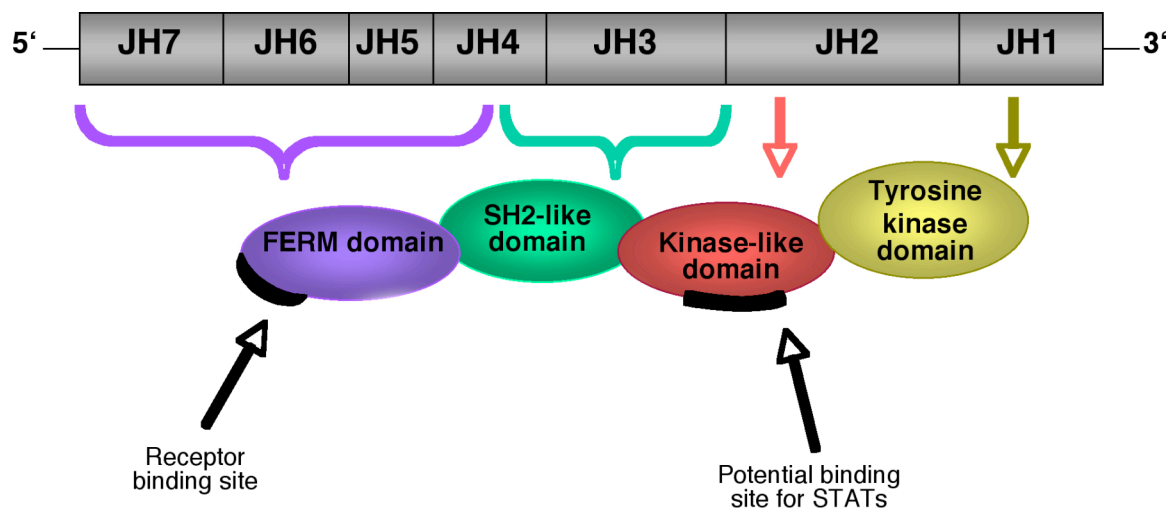 5‘ JH7 JH6 JH5 JH4 JH3 JH2 JH1 3‘
FERM domain
SH2-like
domain
Kinase-like
domain
Tyrosine
kinase
domain
Receptor
binding site
Potential binding
site for STATs